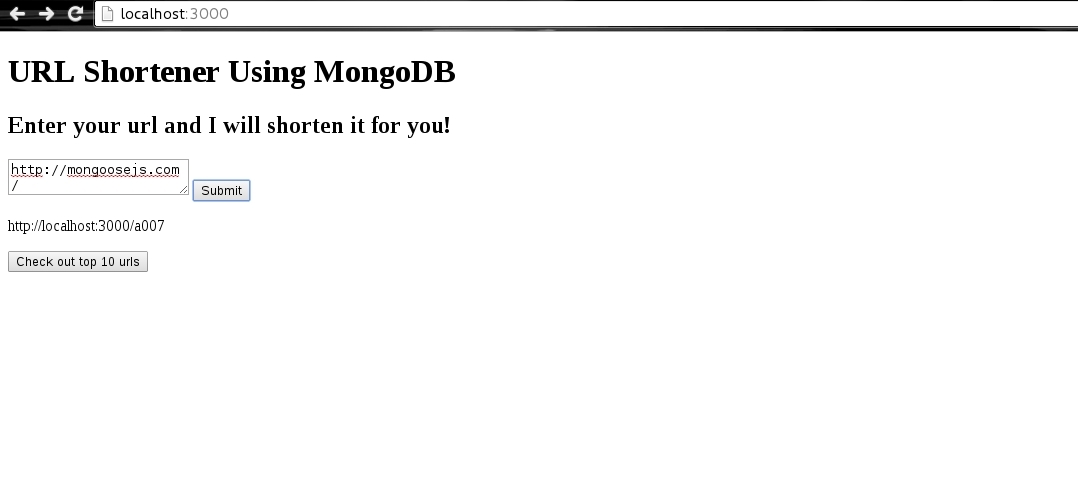 localhost:3000
URL Shortener Using MongoDB
Enter your url and I will shorten it for you!
http://mongoosejs.com
/
Submit
http://localhost:3000/a007
Check out top 10 urls